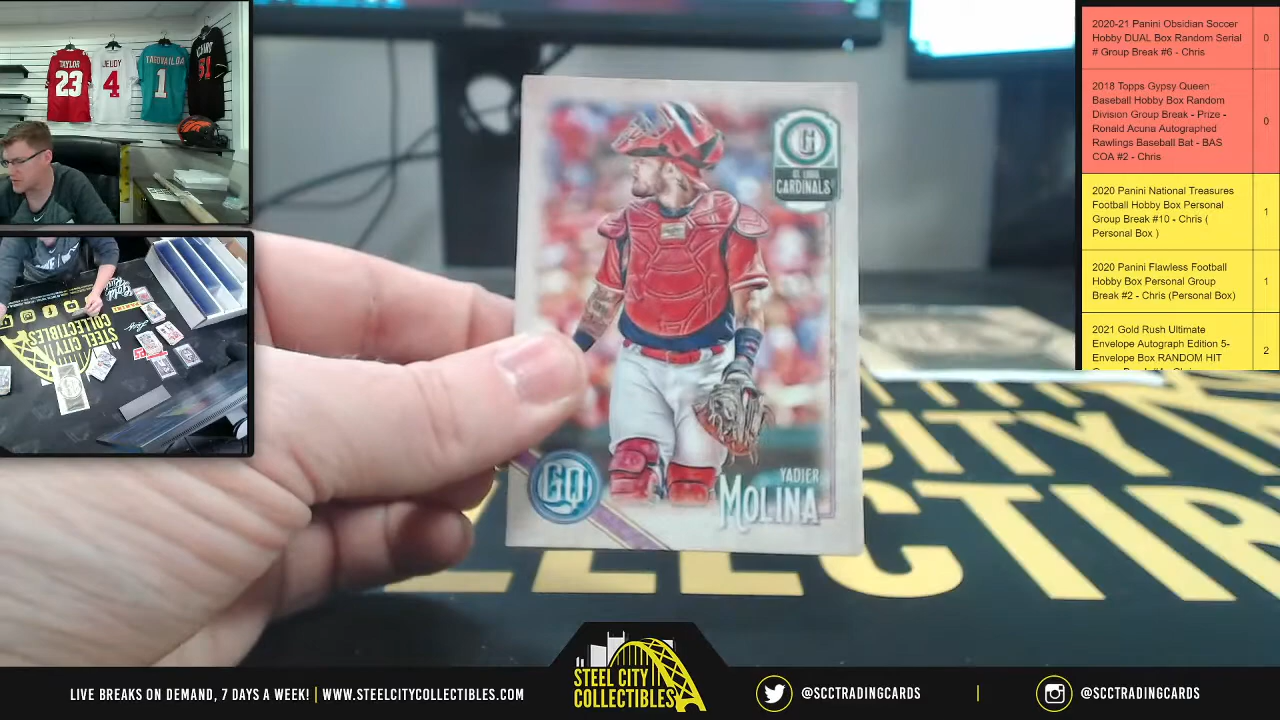 TAYLOR
23
JEUDY
4
TAGOVAILOA
1
2020-21 Panini Obsidian Soccer
Hobby DUAL Box Random Serial
# Group Break #6 - Chris
0
2018 Topps Gypsy Queen
Baseball Hobby Box Random
Division Group Break - Prize -
Ronald Acuna Autographed
Rawlings Baseball Bat - BAS
COA #2 - Chris
0
2020 Panini National Treasures
Football Hobby Box Personal
Group Break #10 - Chris (
Personal Box )
1
2020 Panini Flawless Football
Hobby Box Personal Group
Break #2 - Chris (Personal Box)
1
2021 Gold Rush Ultimate
Envelope Autograph Edition 5-
Envelope Box RANDOM HIT
2
G
ST. LOUIS
CARDINALS
GQ
YADIER
MOLINA
STEEL CITY
COLLECTIBLES
LIVE BREAKS ON DEMAND, 7 DAYS A WEEK! | WWW.STEELCITYCOLLECTIBLES.COM
STEEL CITY
COLLECTIBLES
@SCCTRADINGCARDS
@SCCTRADINGCARDS